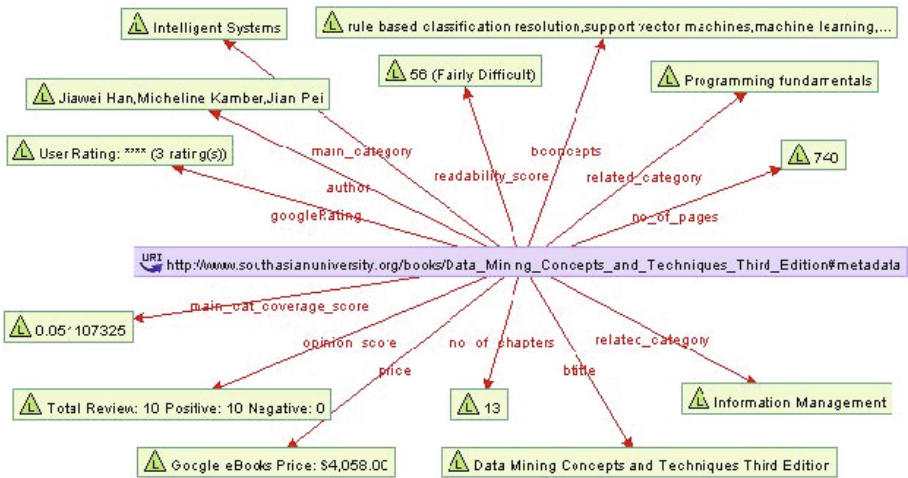 Intelligent Systems
rule based classification resolution,support vector machines,machine learning,...
56 (Fairly Difficult)
Programming fundamentals
Jiawei Han,Micheline Kamber,Jian Pei
User Rating: **** (3 rating(s))
740
main_category
bconcepts
readability_score
related_category
author
googleRating
no_of_pages
URI http://www.southasianuniversity.org/books/Data_Mining_Concepts_and_Techniques_Third_Edition#metadata
main_cat_coverage_score
0.051107325
opinion_score
no_of_chapters
related_category
price
btitle
Total Review: 10 Positive: 10 Negative: 0
13
Information Management
Google eBooks Price: $4,058.00
Data Mining Concepts and Techniques Third Edition